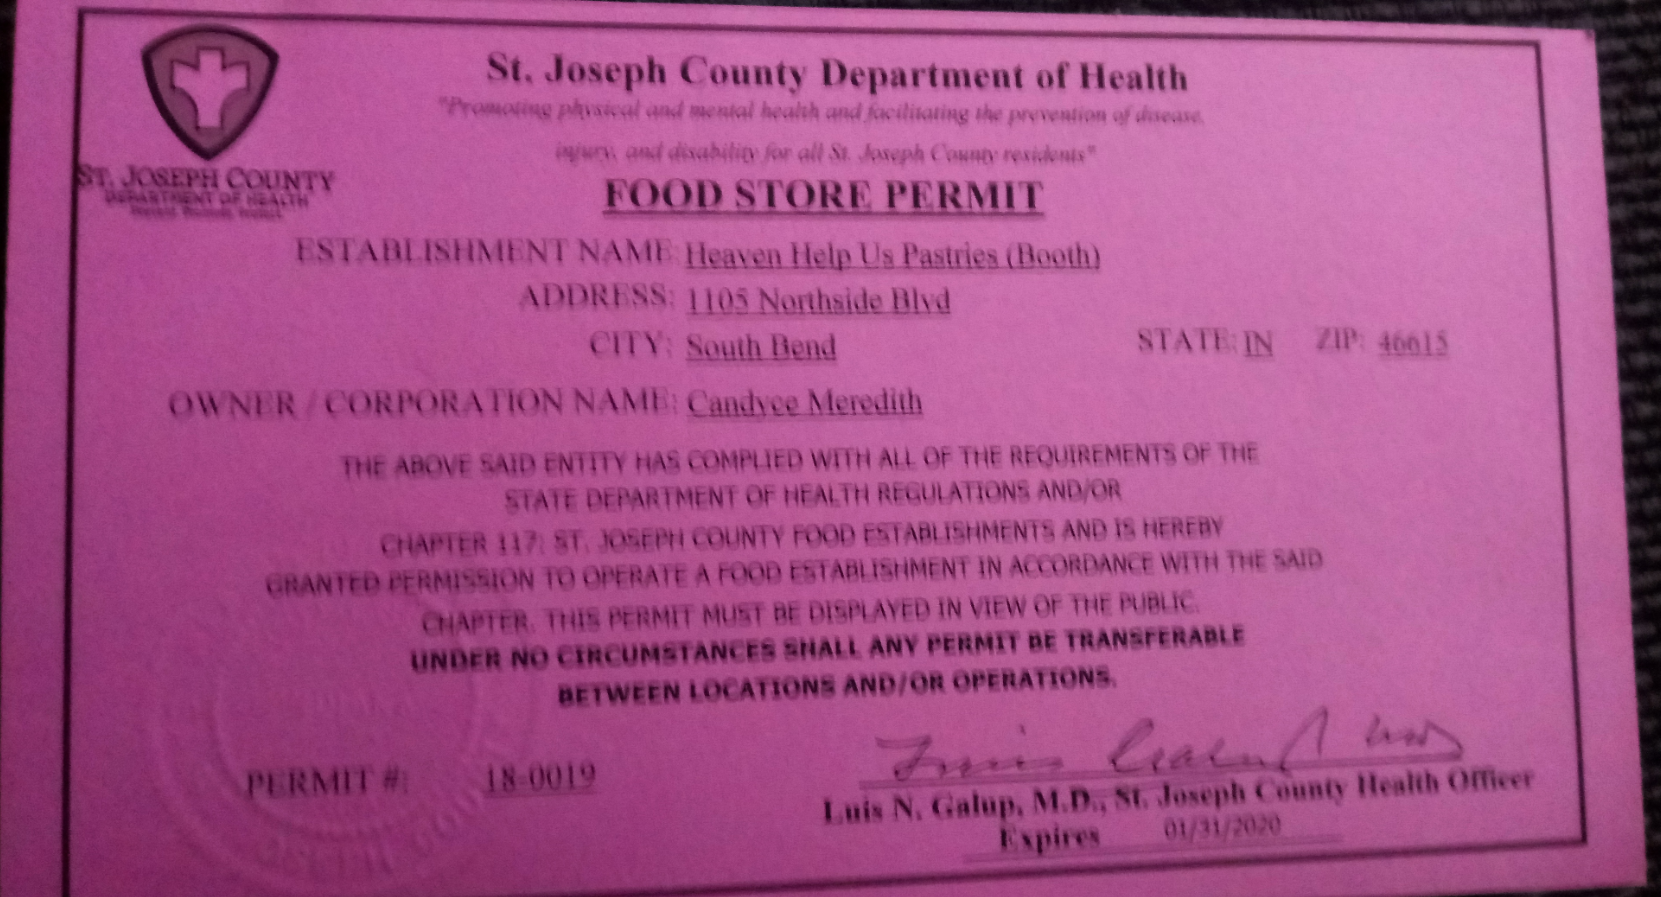 St. Joseph County Department of Health
"Promoting physical and mental health and facilitating the prevention of disease,
injury, and disability for all St. Joseph County residents"
ST. JOSEPH COUNTY
DEPARTMENT OF HEALTH
FOOD STORE PERMIT
ESTABLISHMENT NAME: Heaven Help Us Pastries (Booth)
ADDRESS: 1105 Northside Blvd
CITY: South Bend STATE: IN ZIP: 46615
OWNER / CORPORATION NAME: Candyce Meredith
THE ABOVE SAID ENTITY HAS COMPLIED WITH ALL OF THE REQUIREMENTS OF THE
STATE DEPARTMENT OF HEALTH REGULATIONS AND/OR
CHAPTER 117: ST. JOSEPH COUNTY FOOD ESTABLISHMENTS AND IS HEREBY
GRANTED PERMISSION TO OPERATE A FOOD ESTABLISHMENT IN ACCORDANCE WITH THE SAID
CHAPTER. THIS PERMIT MUST BE DISPLAYED IN VIEW OF THE PUBLIC.
UNDER NO CIRCUMSTANCES SHALL ANY PERMIT BE TRANSFERABLE
BETWEEN LOCATIONS AND/OR OPERATIONS.
PERMIT #: 18-0019
Luis N. Galup, M.D., St. Joseph County Health Officer
Expires 01/31/2020